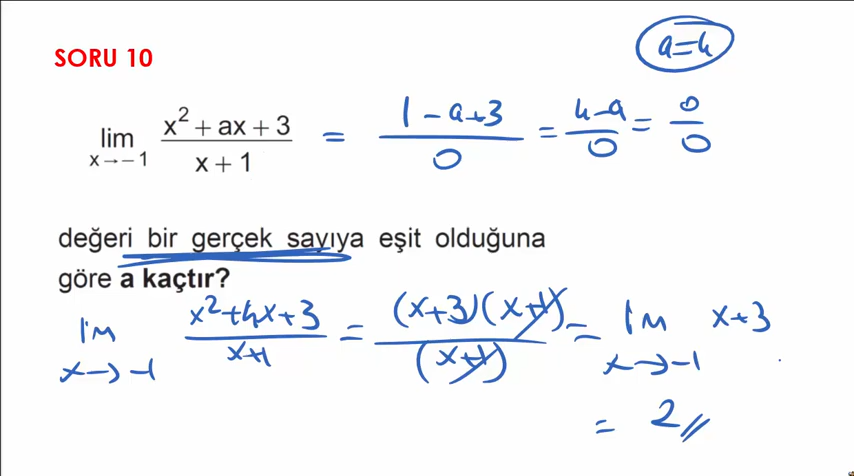 SORU 10
a=4
lim x→−1 (x² + ax + 3)/(x + 1) = (1 − a + 3)/0 = (4−a)/0 = 0/0
değeri bir gerçek sayıya eşit olduğuna
göre a kaçtır?
lim x→−1 (x²+4x+3)/(x+1) = (x+3)(x+1)/(x+1) = lim x→−1 x+3
= 2//